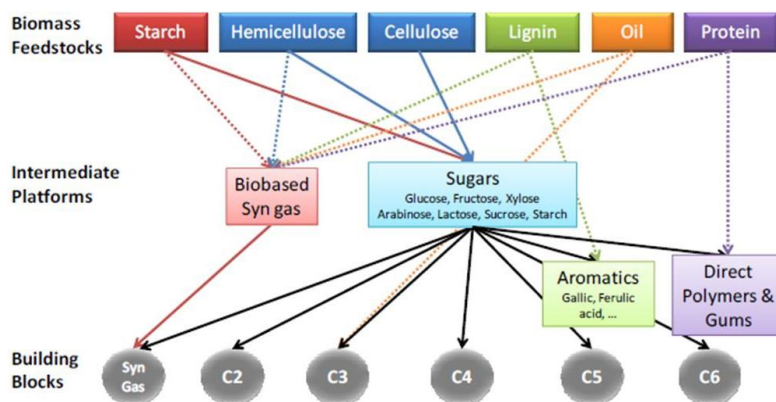 Biomass
Feedstocks
Starch
Hemicellulose
Cellulose
Lignin
Oil
Protein
Intermediate
Platforms
Biobased
Syn gas
Sugars
Glucose, Fructose, Xylose
Arabinose, Lactose, Sucrose, Starch
Aromatics
Gallic, Ferulic
acid, ...
Direct
Polymers &
Gums
Building
Blocks
Syn
Gas
C2
C3
C4
C5
C6